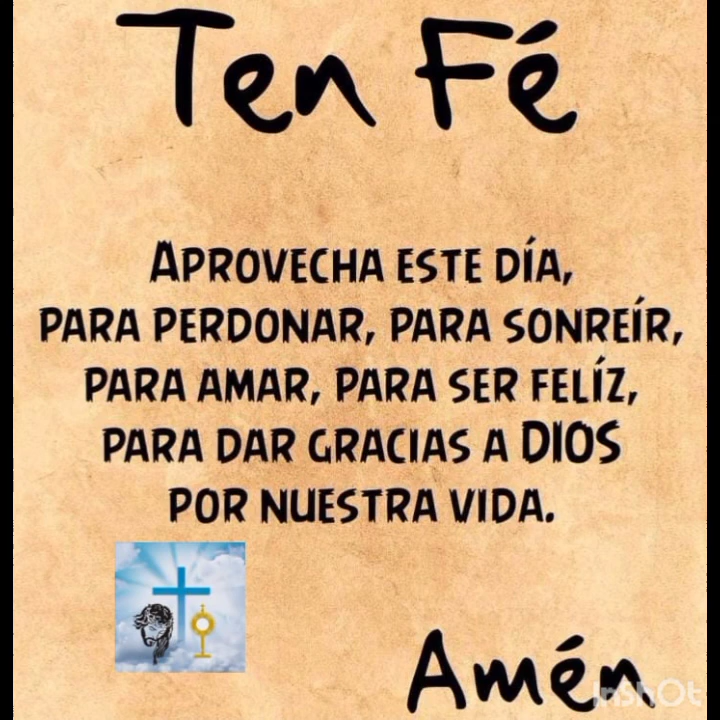 Ten Fé
APROVECHA ESTE DÍA,
PARA PERDONAR, PARA SONREÍR,
PARA AMAR, PARA SER FELÍZ,
PARA DAR GRACIAS A DIOS
POR NUESTRA VIDA.
Amén
InShOt